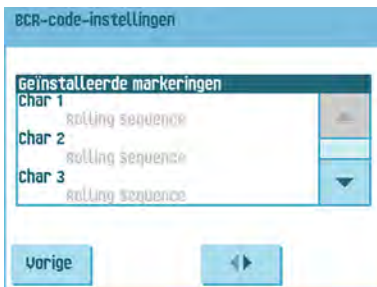 BCR-code-instellingen
Geïnstalleerde markeringen
Char 1
Rolling sequence
Char 2
Rolling sequence
Char 3
Rolling sequence
Vorige